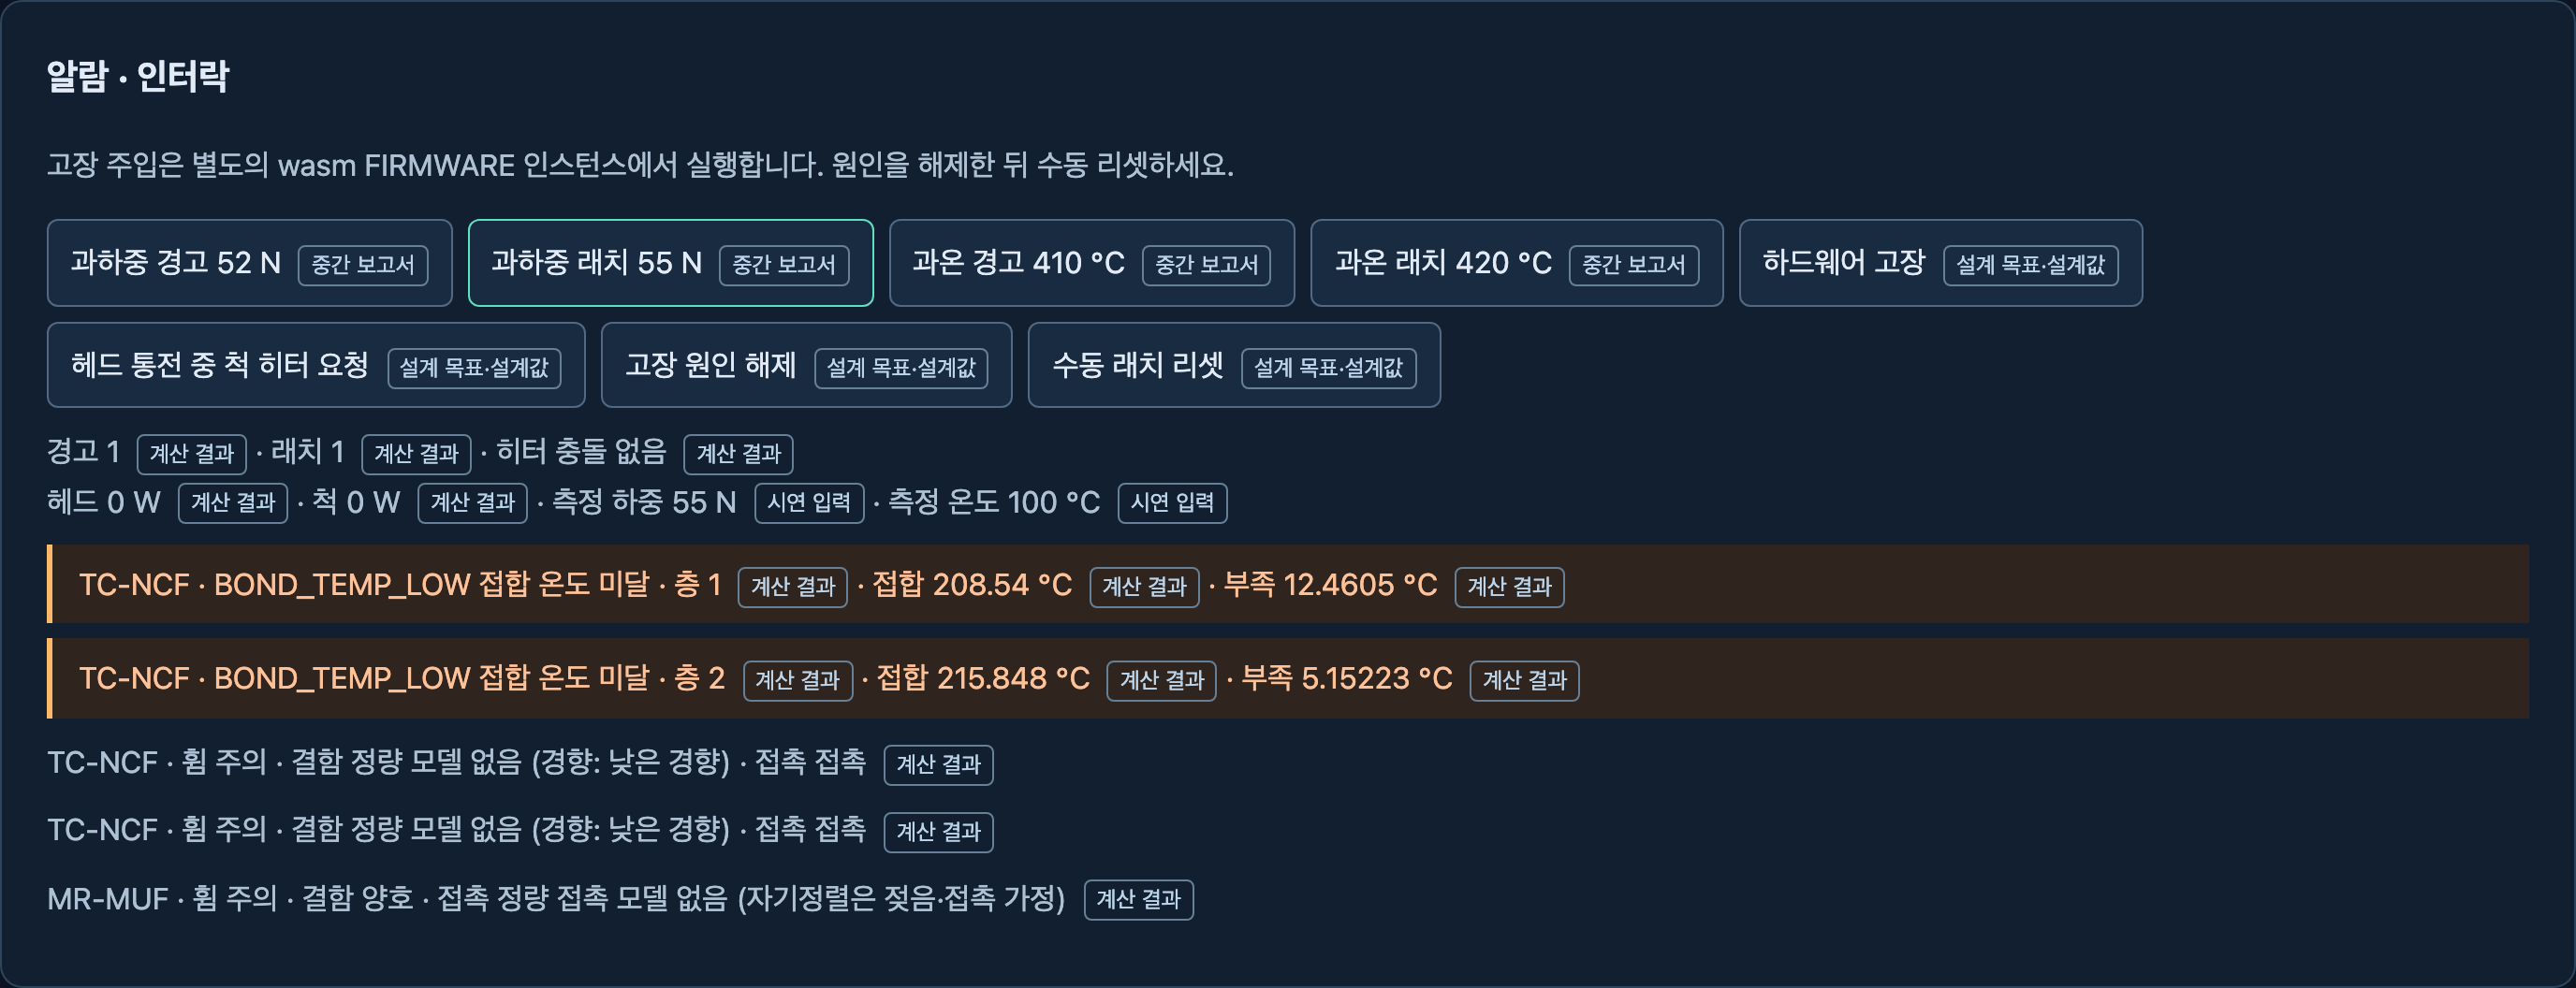 알람 · 인터락
고장 주입은 별도의 wasm FIRMWARE 인스턴스에서 실행합니다. 원인을 해제한 뒤 수동 리셋하세요.
과하중 경고 52 N 중간 보고서 과하중 래치 55 N 중간 보고서 과온 경고 410 °C 중간 보고서 과온 래치 420 °C 중간 보고서 하드웨어 고장 설계 목표·설계값
헤드 통전 중 척 히터 요청 설계 목표·설계값 고장 원인 해제 설계 목표·설계값 수동 래치 리셋 설계 목표·설계값
경고 1 계산 결과 · 래치 1 계산 결과 · 히터 충돌 없음 계산 결과
헤드 0 W 계산 결과 · 척 0 W 계산 결과 · 측정 하중 55 N 시연 입력 · 측정 온도 100 °C 시연 입력
TC-NCF · BOND_TEMP_LOW 접합 온도 미달 · 층 1 계산 결과 · 접합 208.54 °C 계산 결과 · 부족 12.4605 °C 계산 결과
TC-NCF · BOND_TEMP_LOW 접합 온도 미달 · 층 2 계산 결과 · 접합 215.848 °C 계산 결과 · 부족 5.15223 °C 계산 결과
TC-NCF · 휨 주의 · 결함 정량 모델 없음 (경향: 낮은 경향) · 접촉 접촉 계산 결과
TC-NCF · 휨 주의 · 결함 정량 모델 없음 (경향: 낮은 경향) · 접촉 접촉 계산 결과
MR-MUF · 휨 주의 · 결함 양호 · 접촉 정량 접촉 모델 없음 (자기정렬은 젖음·접촉 가정) 계산 결과